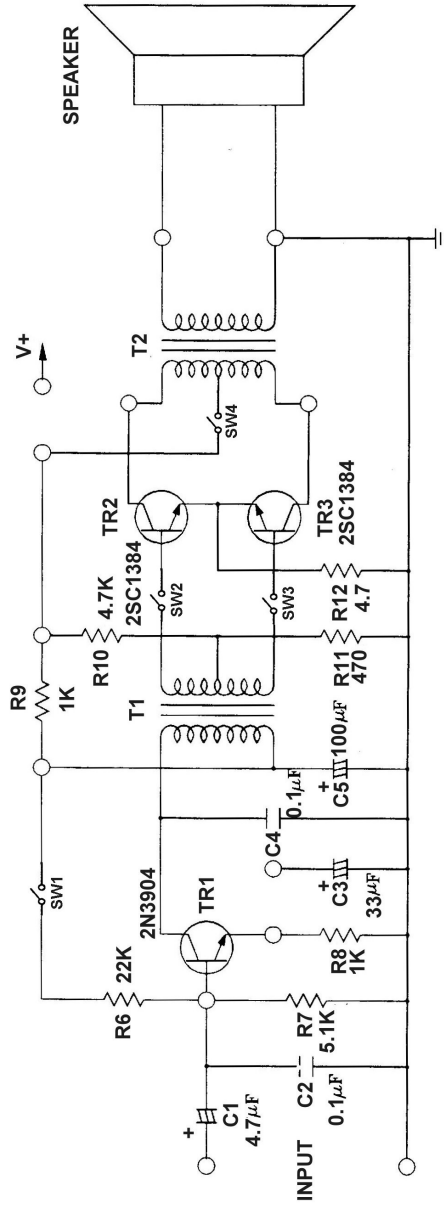 INPUT
C1
4.7μF
+
C2
0.1μF
R6
22K
R7
5.1K
SW1
2N3904
TR1
R8
1K
+
C3
33μF
C4
0.1μF
+
C5
100μF
R9
1K
T1
R10
4.7K
R11
470
SW2
SW3
2SC1384
TR2
R12
4.7
TR3
2SC1384
SW4
T2
V+
SPEAKER